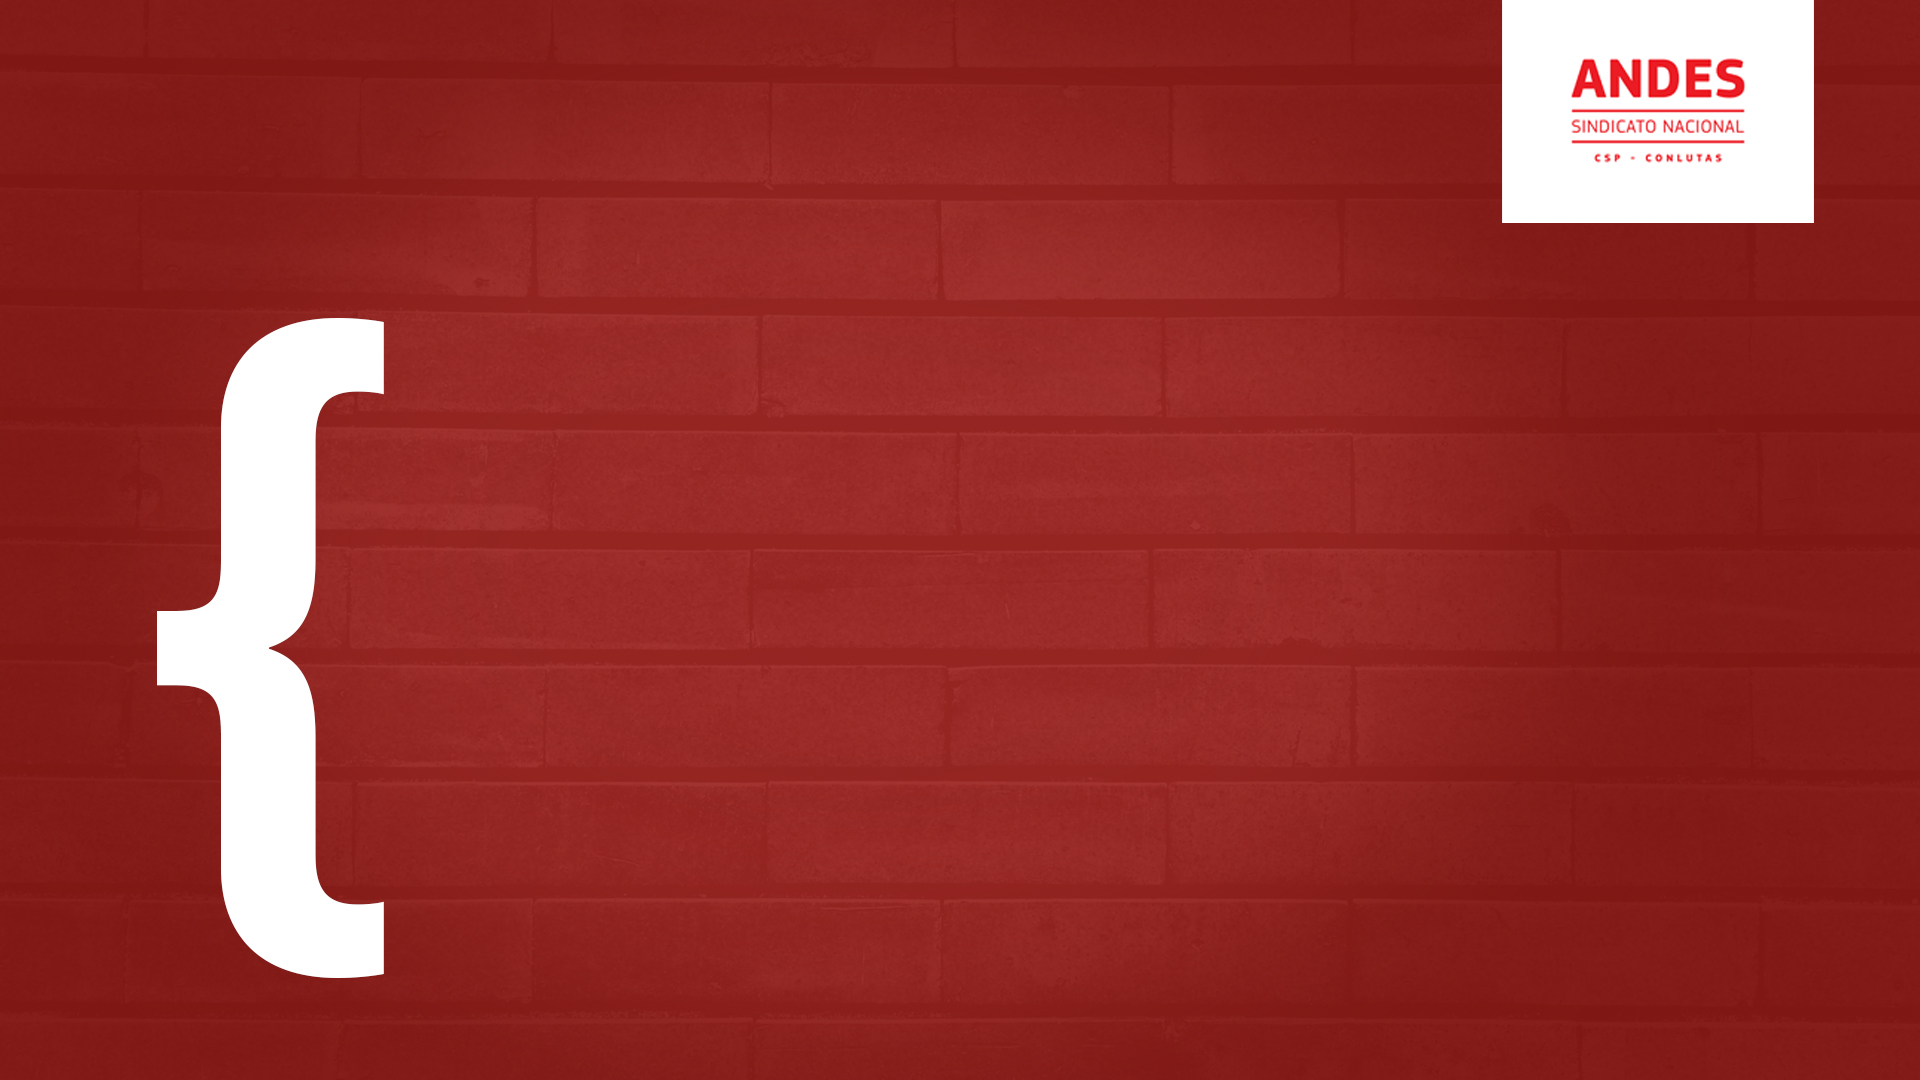 ANDES
SINDICATO NACIONAL
CSP - CONLUTAS
{